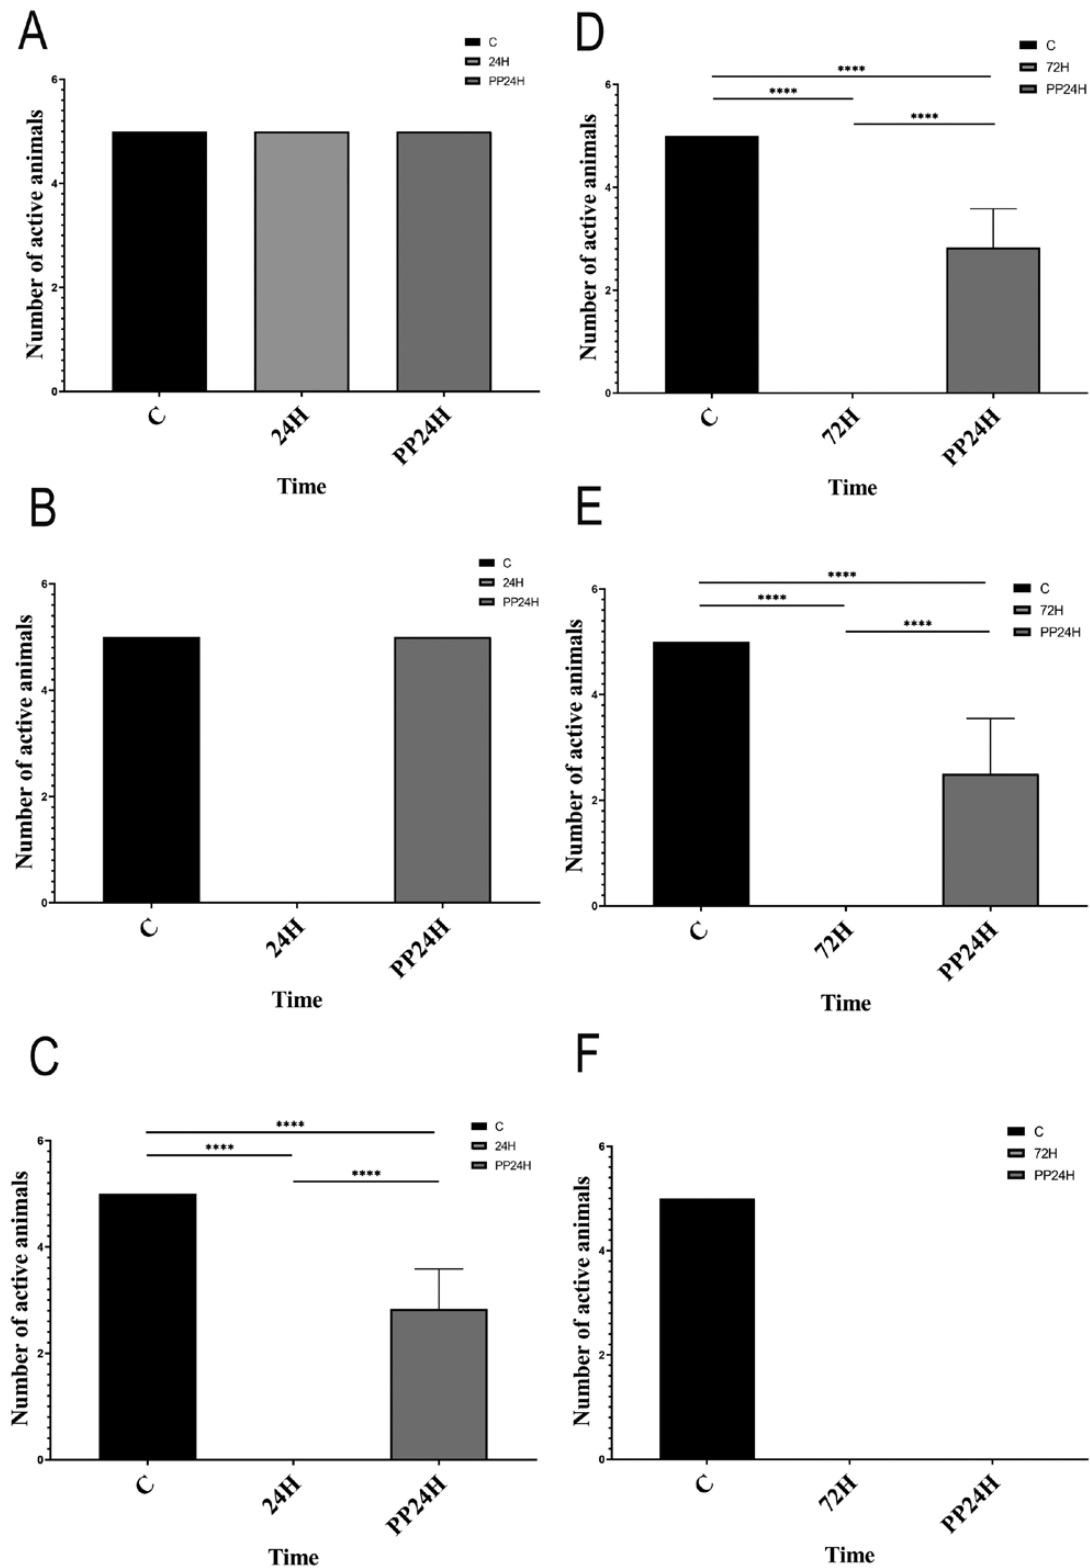 A
C
24H
PP24H
Number of active animals
6
4
2
0
C
24H
PP24H
Time
B
C
24H
PP24H
Number of active animals
6
4
2
0
C
24H
PP24H
Time
C
C
24H
PP24H
****
****
****
Number of active animals
6
4
2
0
C
24H
PP24H
Time
D
C
72H
PP24H
****
****
****
Number of active animals
6
4
2
0
C
72H
PP24H
Time
E
C
72H
PP24H
****
****
****
Number of active animals
6
4
2
0
C
72H
PP24H
Time
F
C
72H
PP24H
Number of active animals
6
4
2
0
C
72H
PP24H
Time